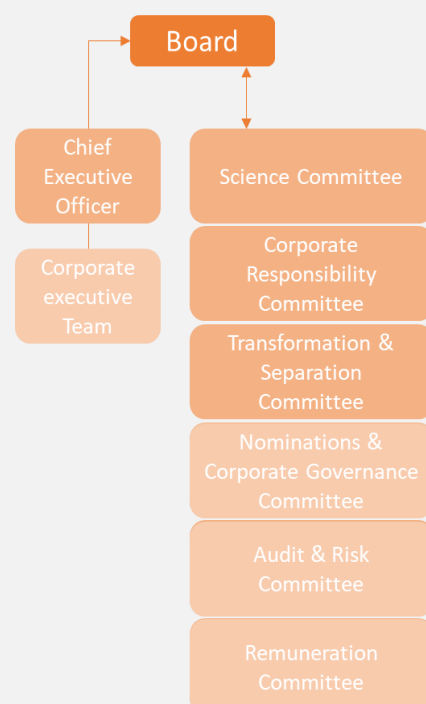 Board
Chief
Executive
Officer
Corporate
executive
Team
Science Committee
Corporate
Responsibility
Committee
Transformation &
Separation
Committee
Nominations &
Corporate Governance
Committee
Audit & Risk
Committee
Remuneration
Committee